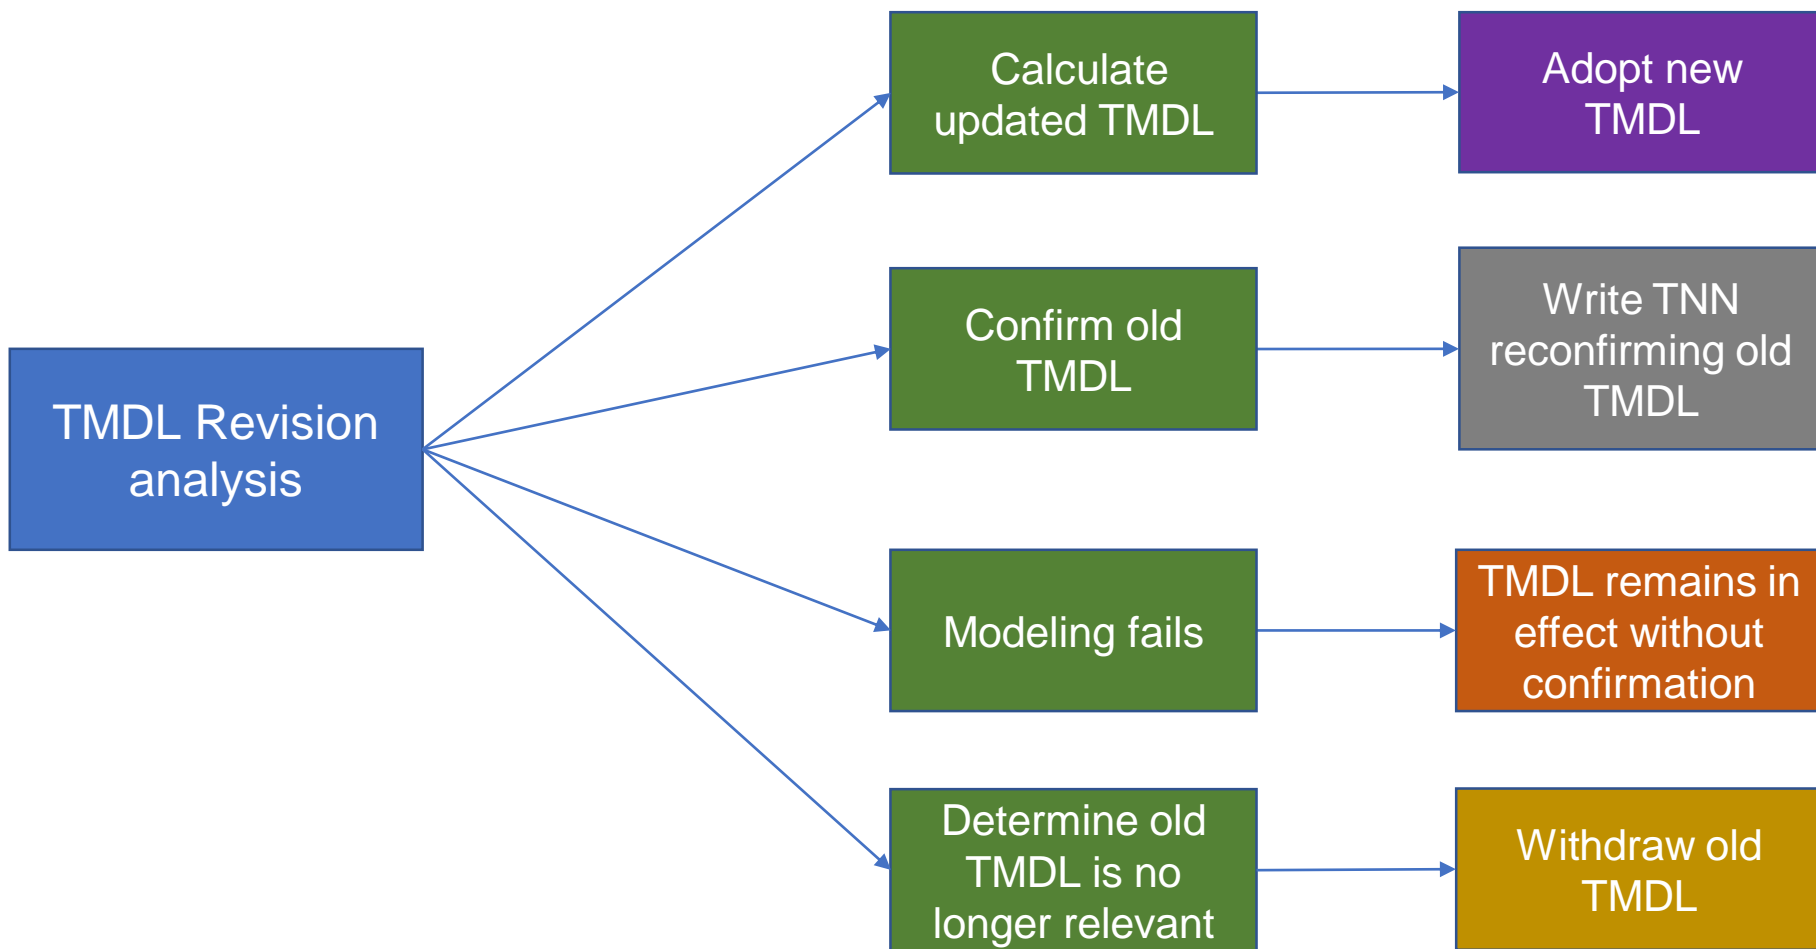 Calculate
updated TMDL
Adopt new
TMDL
Confirm old
TMDL
Write TNN
reconfirming old
TMDL
TMDL Revision
analysis
Modeling fails
TMDL remains in
effect without
confirmation
Determine old
TMDL is no
longer relevant
Withdraw old
TMDL